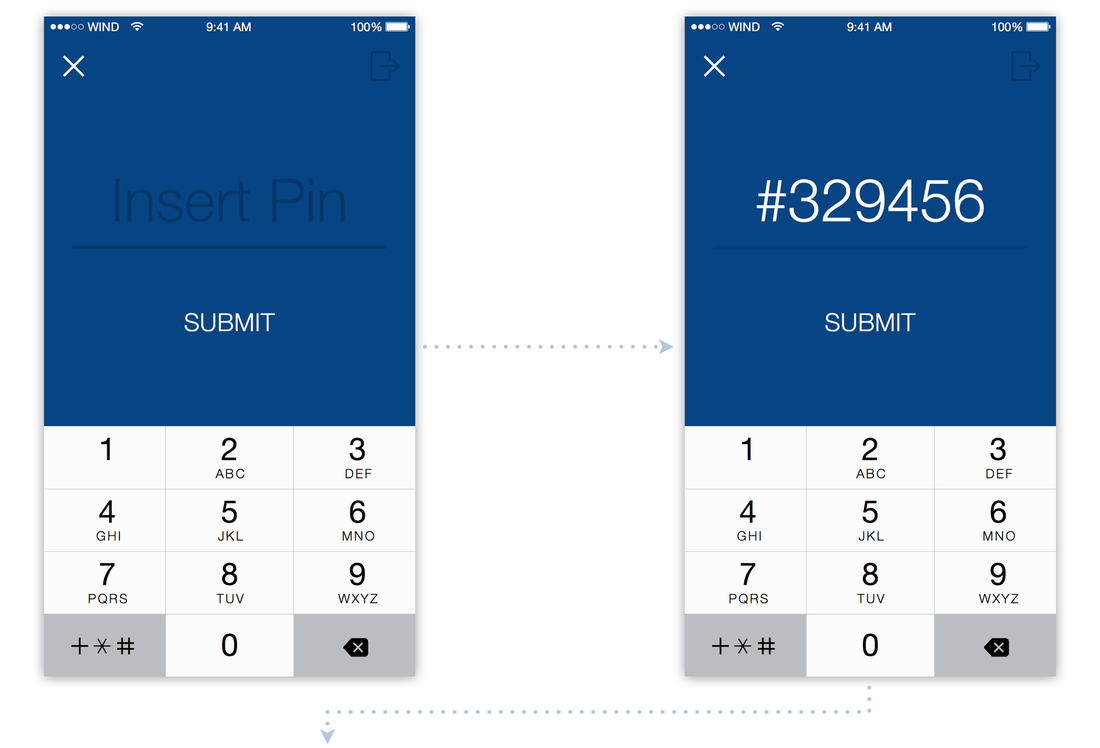 WIND 9:41 AM 100%
Insert Pin
SUBMIT
1 2 3
ABC DEF
4 5 6
GHI JKL MNO
7 8 9
PQRS TUV WXYZ
+*# 0
WIND 9:41 AM 100%
#329456
SUBMIT
1 2 3
ABC DEF
4 5 6
GHI JKL MNO
7 8 9
PQRS TUV WXYZ
+*# 0